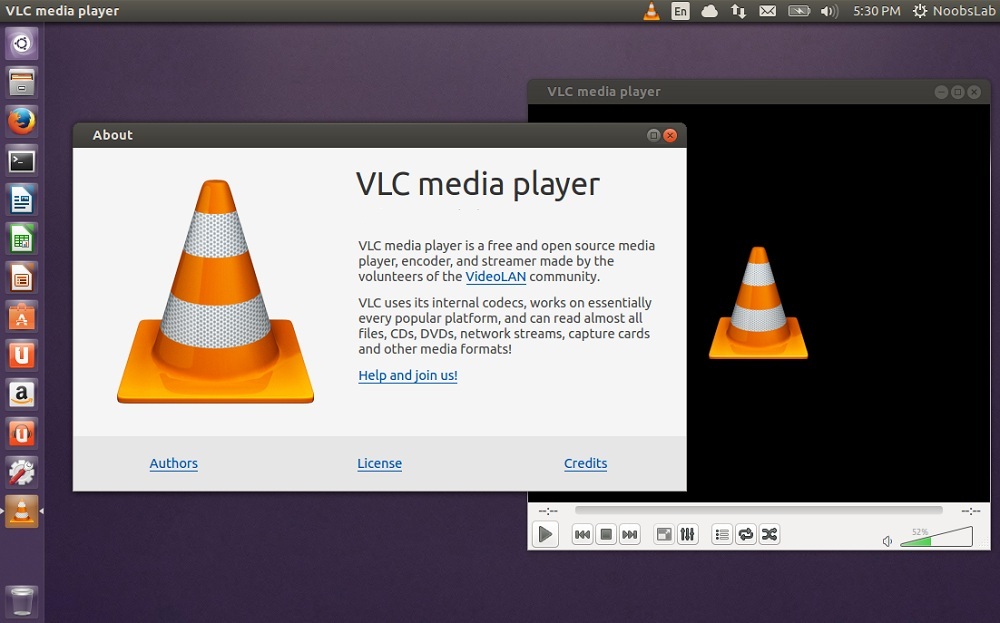 VLC media player
En
5:30 PM
NoobsLab
VLC media player
About
VLC media player
VLC media player is a free and open source media
player, encoder, and streamer made by the
volunteers of the VideoLAN community.
VLC uses its internal codecs, works on essentially
every popular platform, and can read almost all
files, CDs, DVDs, network streams, capture cards
and other media formats!
Help and join us!
Authors
License
Credits
--:--
--:--
52%